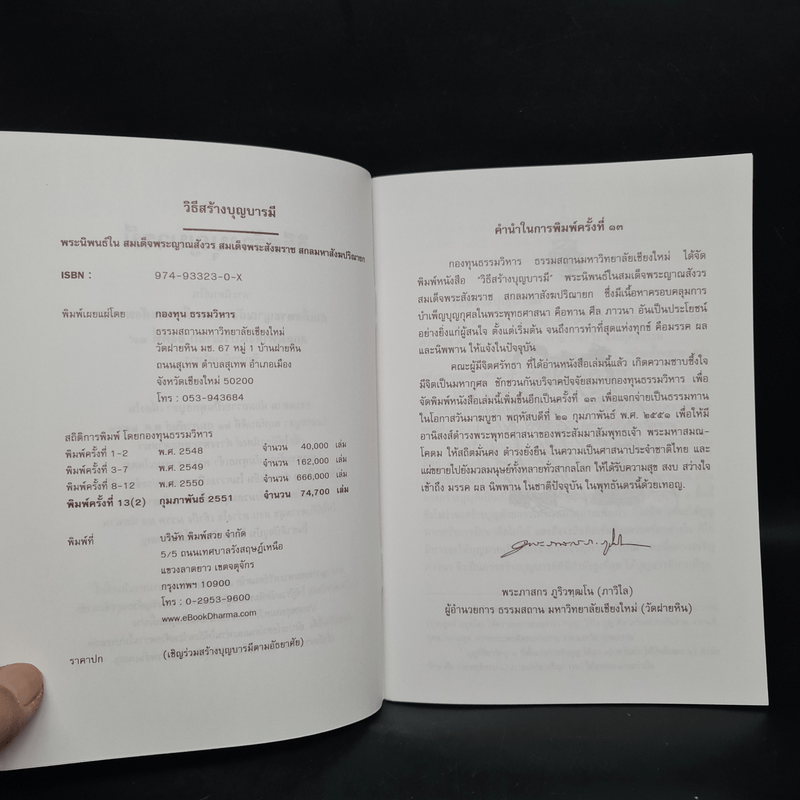 วิธีสร้างบุญบารมี
พระนิพนธ์ใน สมเด็จพระญาณสังวร สมเด็จพระสังฆราช สกลมหาสังฆปริณายก
ISBN : 974-93323-0-X
พิมพ์เผยแผ่โดย กองทุน ธรรมวิหาร
ธรรมสถานมหาวิทยาลัยเชียงใหม่
วัดฝายหิน มช. 67 หมู่ 1 บ้านฝายหิน
ถนนสุเทพ ตำบลสุเทพ อำเภอเมือง
จังหวัดเชียงใหม่ 50200
โทร : 053-943684
สถิติการพิมพ์ โดยกองทุนธรรมวิหาร
พิมพ์ครั้งที่ 1-2 พ.ศ. 2548 จำนวน 40,000 เล่ม
พิมพ์ครั้งที่ 3-7 พ.ศ. 2549 จำนวน 162,000 เล่ม
พิมพ์ครั้งที่ 8-12 พ.ศ. 2550 จำนวน 666,000 เล่ม
พิมพ์ครั้งที่ 13(2) กุมภาพันธ์ 2551 จำนวน 74,700 เล่ม
พิมพ์ที่ บริษัท พิมพ์สวย จำกัด
5/5 ถนนเทศบาลรังสฤษฎ์เหนือ
แขวงลาดยาว เขตจตุจักร
กรุงเทพฯ 10900
โทร : 0-2953-9600
www.eBookDharma.com
ราคาปก (เชิญร่วมสร้างบุญบารมีตามอัธยาศัย)
คำนำในการพิมพ์ครั้งที่ ๑๓
กองทุนธรรมวิหาร ธรรมสถานมหาวิทยาลัยเชียงใหม่ ได้จัด
พิมพ์หนังสือ "วิธีสร้างบุญบารมี" พระนิพนธ์ในสมเด็จพระญาณสังวร
สมเด็จพระสังฆราช สกลมหาสังฆปริณายก ซึ่งมีเนื้อหาครอบคลุมการ
บำเพ็ญบุญกุศลในพระพุทธศาสนา คือทาน ศีล ภาวนา อันเป็นประโยชน์
อย่างยิ่งแก่ผู้สนใจ ตั้งแต่เริ่มต้น จนถึงการทำที่สุดแห่งทุกข์ คือมรรค ผล
และนิพพาน ให้แจ้งในปัจจุบัน
คณะผู้มีจิตศรัทธา ที่ได้อ่านหนังสือเล่มนี้แล้ว เกิดความซาบซึ้งใจ
มีจิตเป็นมหากุศล ชักชวนกันบริจาคปัจจัยสมทบกองทุนธรรมวิหาร เพื่อ
จัดพิมพ์หนังสือเล่มนี้เพิ่มขึ้นอีกเป็นครั้งที่ ๑๓ เพื่อแจกจ่ายเป็นธรรมทาน
ในโอกาสวันมาฆบูชา พฤหัสบดีที่ ๒๑ กุมภาพันธ์ พ.ศ. ๒๕๕๑ เพื่อให้มี
อานิสงส์ดำรงพระพุทธศาสนาของพระสัมมาสัมพุทธเจ้า พระมหาสมณ-
โคดม ให้สถิตมั่นคง ดำรงยั่งยืน ในความเป็นศาสนาประจำชาติไทย และ
แผ่ขยายไปยังมวลมนุษย์ทั้งหลายทั่วสากลโลก ให้ได้รับความสุข สงบ สว่างไว
เข้าถึง มรรค ผล นิพพาน ในชาติปัจจุบัน ในพุทธันดรนี้ด้วยเทอญ.
พระภาสกร ภูริวฑฺฒโน (ภาวิไล)
ผู้อำนวยการ ธรรมสถาน มหาวิทยาลัยเชียงใหม่ (วัดฝายหิน)